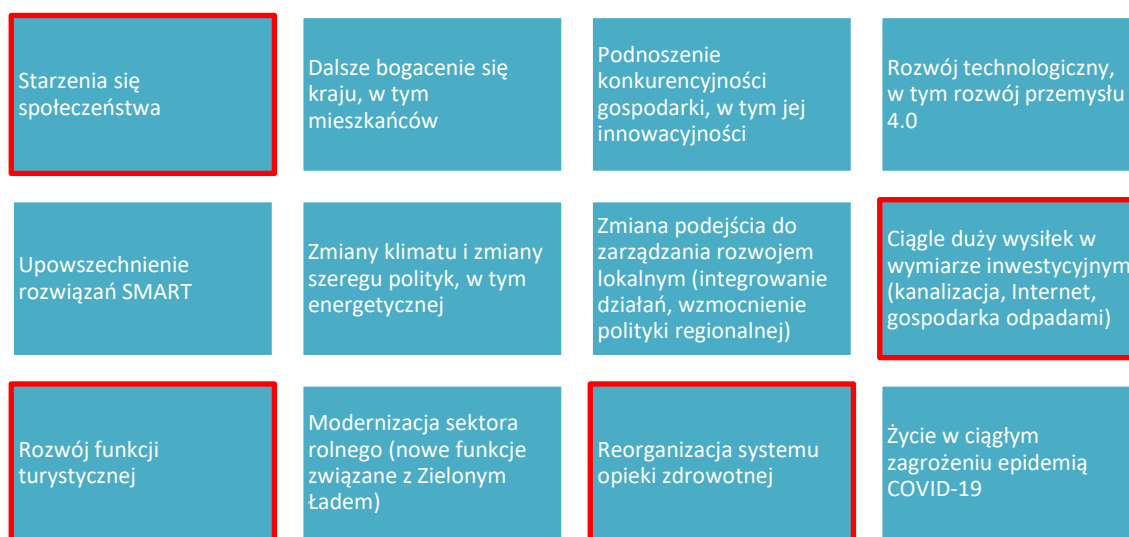 Starzenia się
społeczeństwa
Dalsze bogacenie się
kraju, w tym
mieszkańców
Podnoszenie
konkurencyjności
gospodarki, w tym jej
innowacyjności
Rozwój technologiczny,
w tym rozwój przemysłu
4.0
Upowszechnienie
rozwiązań SMART
Zmiany klimatu i zmiany
szeregu polityk, w tym
energetycznej
Zmiana podejścia do
zarządzania rozwojem
lokalnym (integrowanie
działań, wzmocnienie
polityki regionalnej)
Ciągle duży wysiłek w
wymiarze inwestycyjnym
(kanalizacja, Internet,
gospodarka odpadami)
Rozwój funkcji
turystycznej
Modernizacja sektora
rolnego (nowe funkcje
związane z Zielonym
Ładem)
Reorganizacja systemu
opieki zdrowotnej
Życie w ciągłym
zagrożeniu epidemią
COVID-19